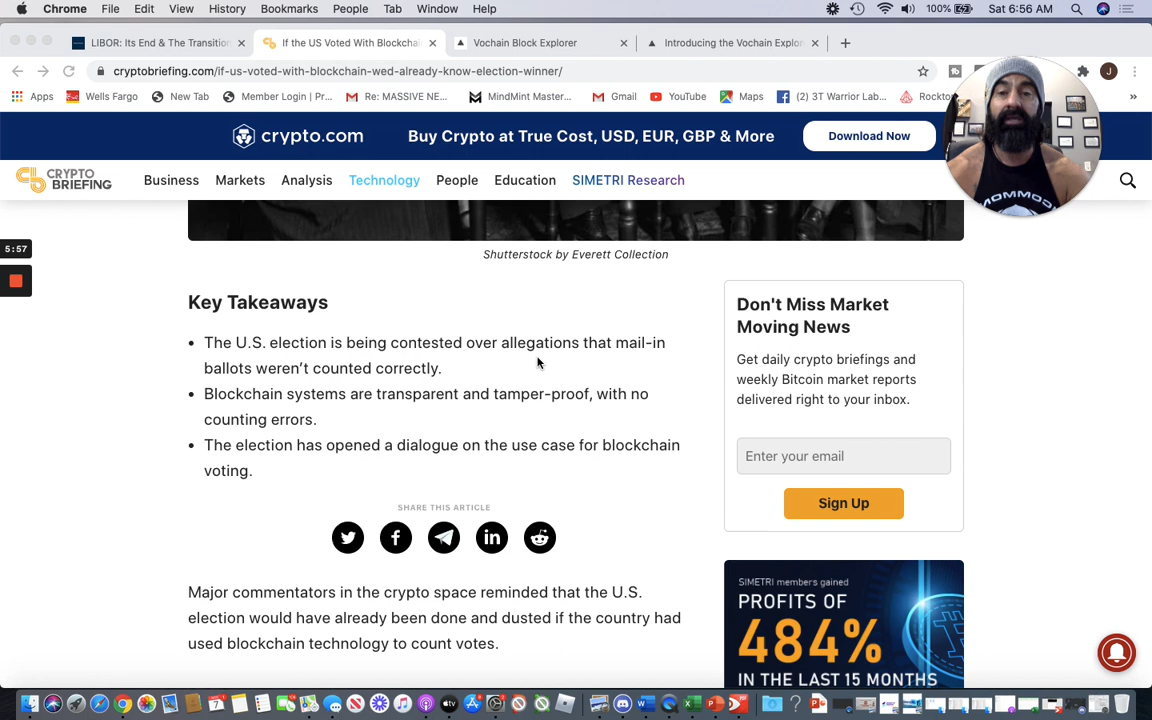 Chrome File Edit View History Bookmarks People Tab Window Help 100% Sat 6:56 AM
LIBOR: Its End & The Transition If the US Voted With Blockchai Vochain Block Explorer Introducing the Vochain Explor
cryptobriefing.com/if-us-voted-with-blockchain-wed-already-know-election-winner/ J
Apps Wells Fargo New Tab Member Login | Pr... Re: MASSIVE NE... MindMint Master... Gmail YouTube Maps (2) 3T Warrior Lab... Rockto »
crypto.com Buy Crypto at True Cost, USD, EUR, GBP & More Download Now
CRYPTO BRIEFING Business Markets Analysis Technology People Education SIMETRI Research
Shutterstock by Everett Collection
5:57
Key Takeaways
• The U.S. election is being contested over allegations that mail-in
ballots weren’t counted correctly.
• Blockchain systems are transparent and tamper-proof, with no
counting errors.
• The election has opened a dialogue on the use case for blockchain
voting.
SHARE THIS ARTICLE
Major commentators in the crypto space reminded that the U.S.
election would have already been done and dusted if the country had
used blockchain technology to count votes.
Don't Miss Market
Moving News
Get daily crypto briefings and
weekly Bitcoin market reports
delivered right to your inbox.
Enter your email
Sign Up
SIMETRI members gained
PROFITS OF
484%
IN THE LAST 15 MONTHS